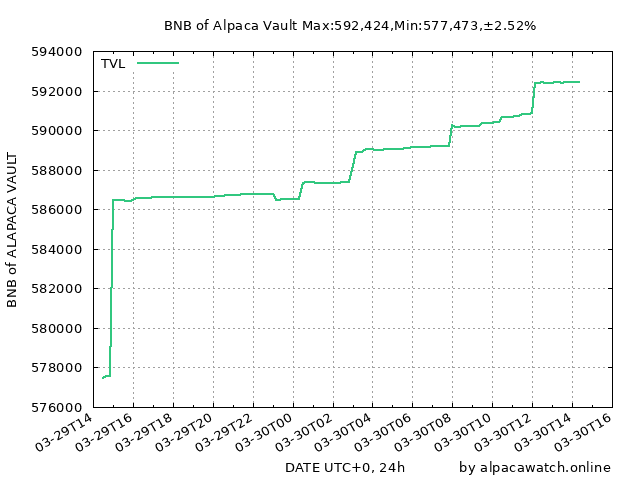 BNB of Alpaca Vault Max:592,424,Min:577,473,±2.52%
TVL
594000
592000
590000
588000
586000
584000
582000
580000
578000
576000
BNB of ALAPACA VAULT
03-29T14
03-29T16
03-29T18
03-29T20
03-29T22
03-30T00
03-30T02
03-30T04
03-30T06
03-30T08
03-30T10
03-30T12
03-30T14
03-30T16
DATE UTC+0, 24h
by alpacawatch.online